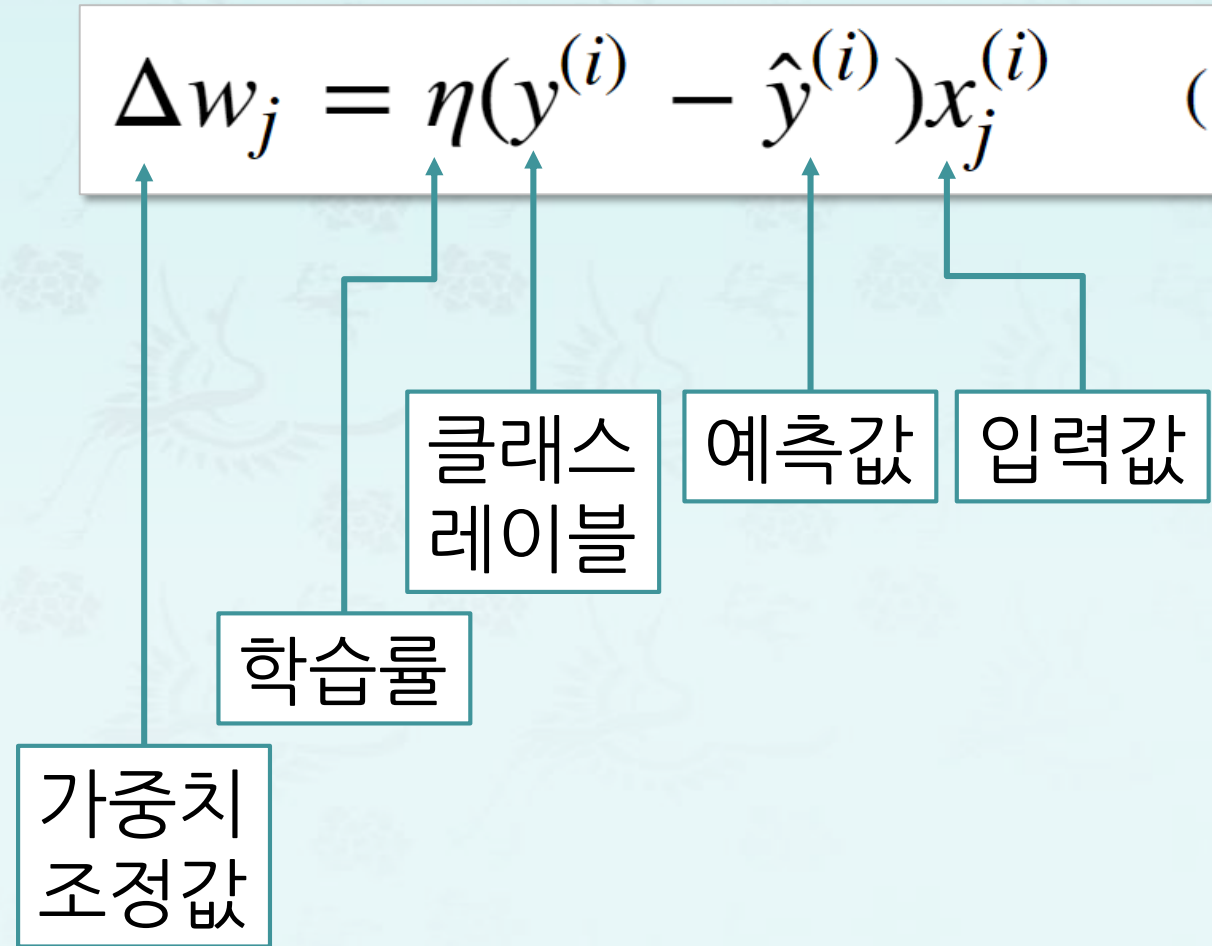 Δw_j = η(y^(i) − ŷ^(i))x_j^(i) (
클래스
레이블
예측값
입력값
학습률
가중치
조정값